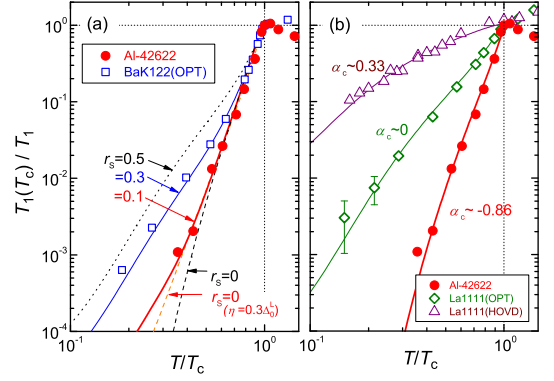 (a)
Al-42622
BaK122(OPT)
r_S=0.5
=0.3
=0.1
r_S=0
r_S=0
(η = 0.3Δ_0^L)
T_1(T_c) / T_1
10^0
10^-1
10^-2
10^-3
10^-4
10^-1
10^0
T/T_c
(b)
α_c~0.33
α_c~0
α_c~ -0.86
Al-42622
La1111(OPT)
La1111(HOVD)
10^-1
10^0
T/T_c